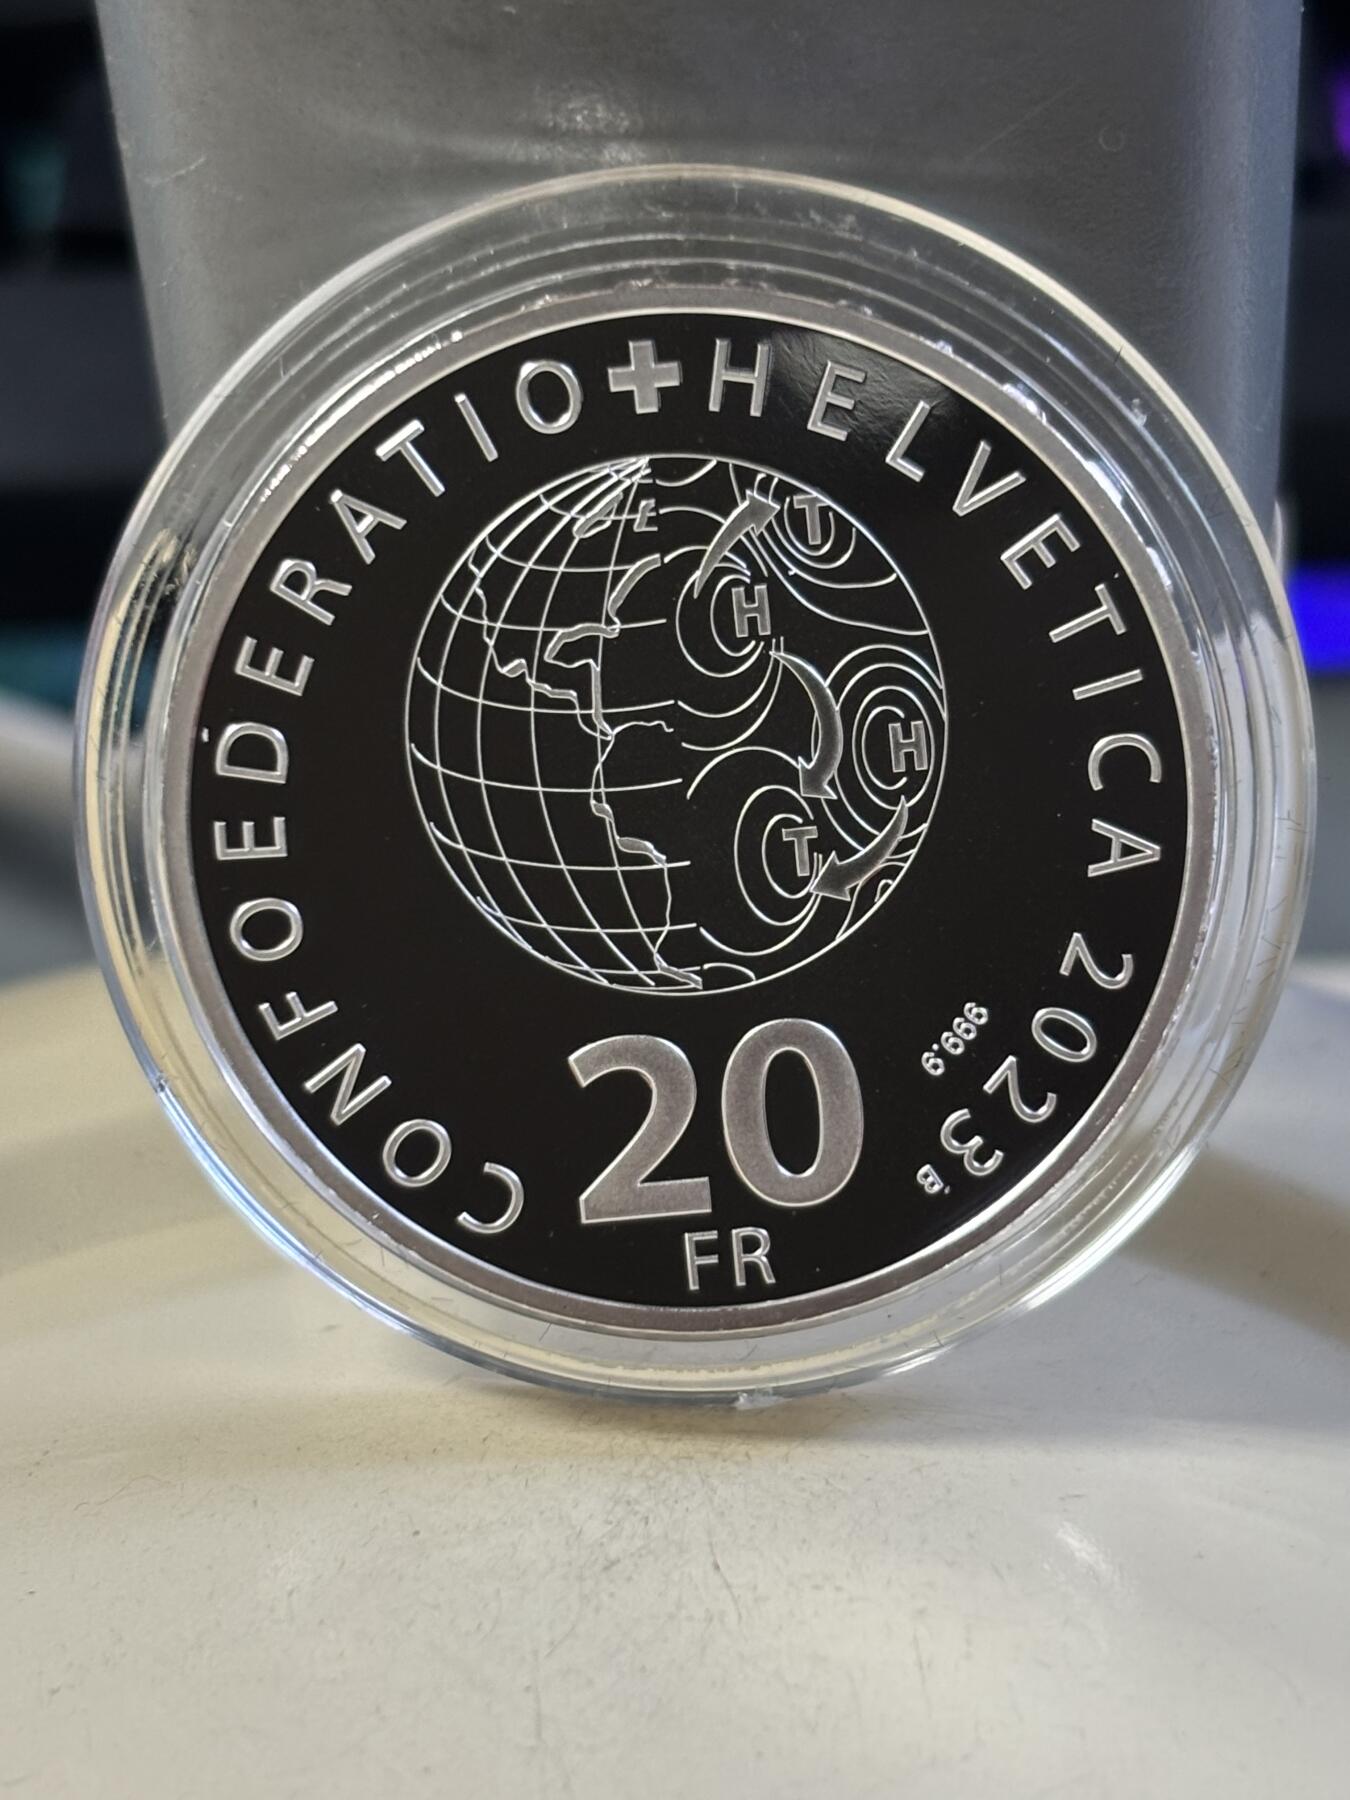 CONFOEDERATIO HELVETICA 2023 B
T
H
H
T
999.9
20
FR